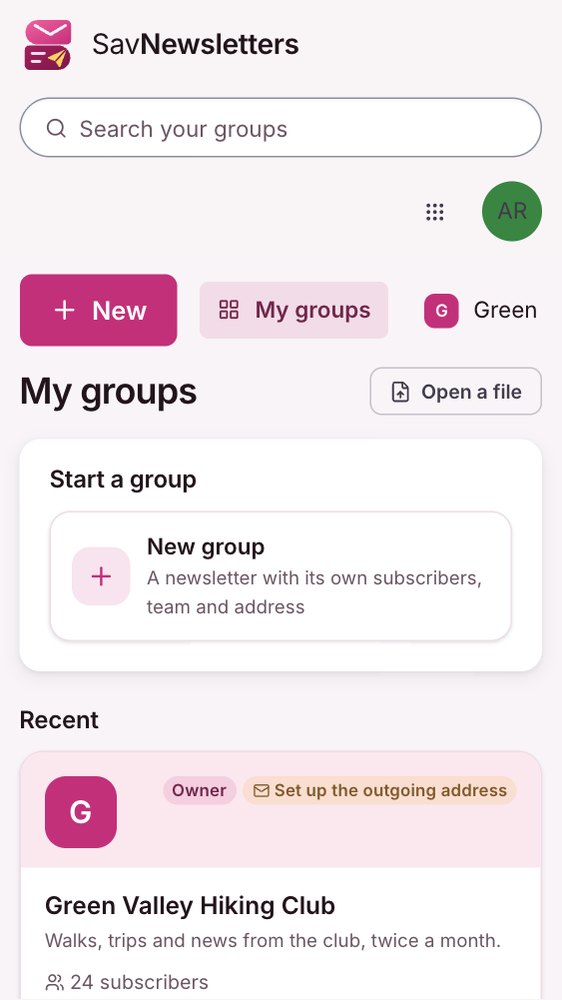 SavNewsletters
Search your groups
AR
New
My groups
G
Green
My groups
Open a file
Start a group
New group
A newsletter with its own subscribers,
team and address
Recent
G
Owner
Set up the outgoing address
Green Valley Hiking Club
Walks, trips and news from the club, twice a month.
24 subscribers